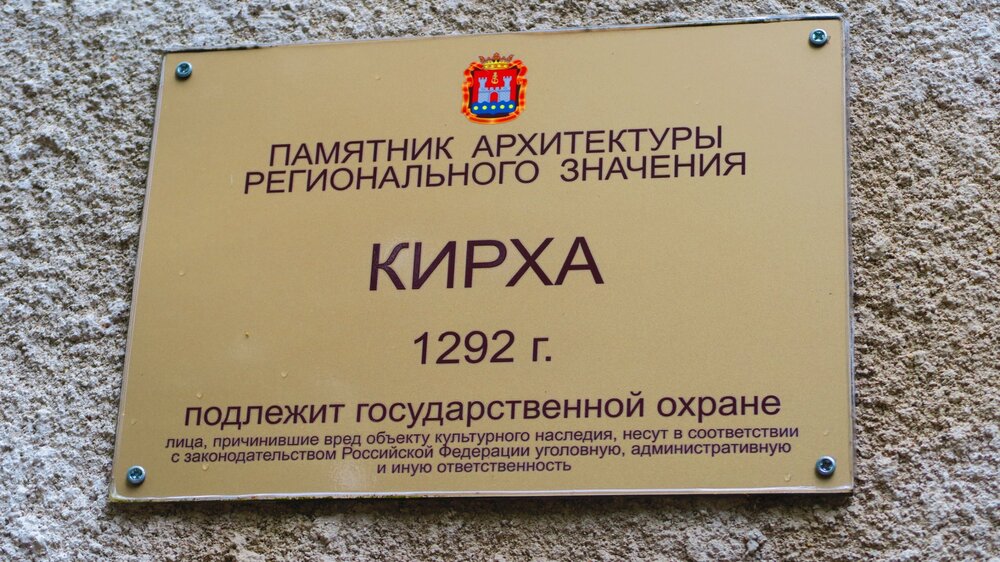 ПАМЯТНИК АРХИТЕКТУРЫ
РЕГИОНАЛЬНОГО ЗНАЧЕНИЯ
КИРХА
1292 г.
подлежит государственной охране
лица, причинившие вред объекту культурного наследия, несут в соответствии
с законодательством Российской Федерации уголовную, административную
и иную ответственность